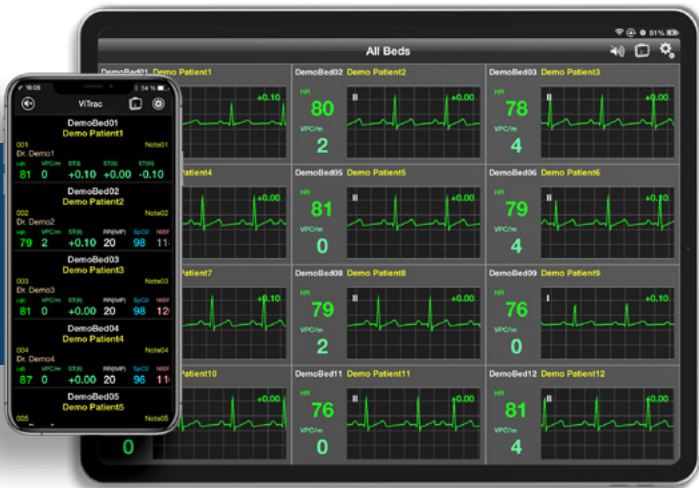 51%
All Beds
DemoBed01 Demo Patient1
+0.10
DemoBed02 Demo Patient2
HR
80
VPC/m
2
II
+0.00
DemoBed03 Demo Patient3
HR
78
VPC/m
4
II
+0.00
Patient4
+0.00
DemoBed05 Demo Patient5
HR
81
VPC/m
0
II
+0.00
DemoBed06 Demo Patient6
HR
79
VPC/m
4
II
+0.10
Patient7
+0.10
DemoBed08 Demo Patient8
HR
79
VPC/m
2
II
+0.00
DemoBed09 Demo Patient9
HR
76
VPC/m
0
I
+0.10
Patient10
+0.00
0
DemoBed11 Demo Patient11
HR
76
VPC/m
0
II
+0.00
DemoBed12 Demo Patient12
HR
81
VPC/m
4
II
+0.00
54 %
ViTrac
DemoBed01
Demo Patient1
001 Note01
Dr. Demo1
HR VPC/m ST(I) ST(II) ST(III)
81 0 +0.10 +0.00 -0.10
DemoBed02
Demo Patient2
002 Note02
Dr. Demo2
HR VPC/m ST(II) RR(IMP) SpO2 NIBP
79 2 +0.10 20 98 11
DemoBed03
Demo Patient3
003 Note03
Dr. Demo3
HR VPC/m ST(II) RR(IMP) SpO2 NIBP
81 0 +0.00 20 98 12
DemoBed04
Demo Patient4
004 Note04
Dr. Demo4
HR VPC/m ST(II) RR(IMP) SpO2 NIBP
87 0 +0.00 20 96 11
DemoBed05
Demo Patient5
005 Note05